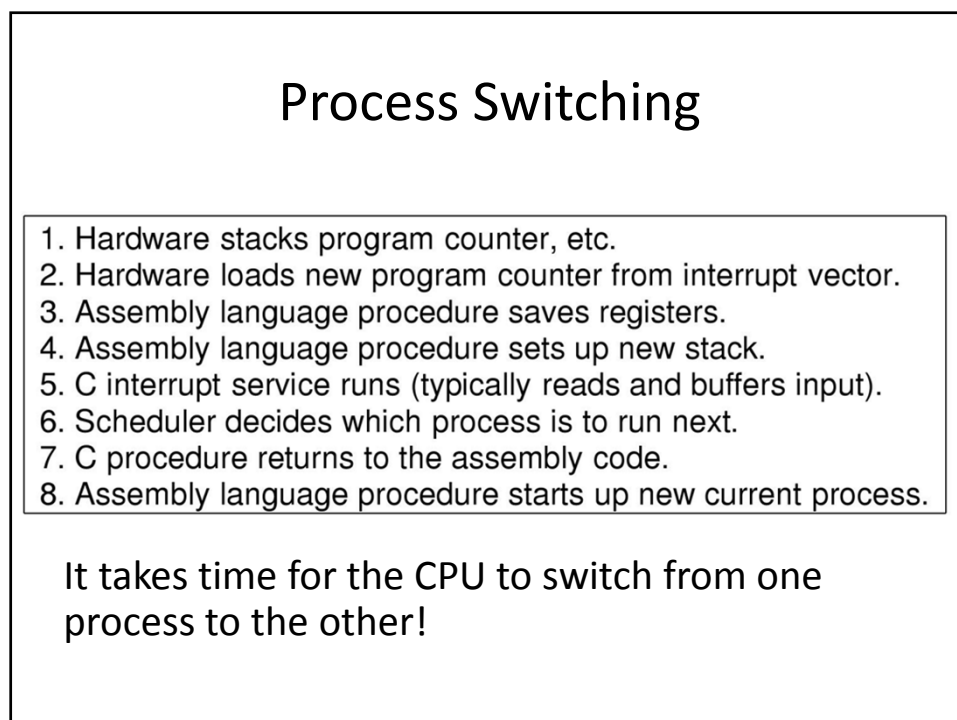 Process Switching
1. Hardware stacks program counter, etc.
2. Hardware loads new program counter from interrupt vector.
3. Assembly language procedure saves registers.
4. Assembly language procedure sets up new stack.
5. C interrupt service runs (typically reads and buffers input).
6. Scheduler decides which process is to run next.
7. C procedure returns to the assembly code.
8. Assembly language procedure starts up new current process.
It takes time for the CPU to switch from one
process to the other!